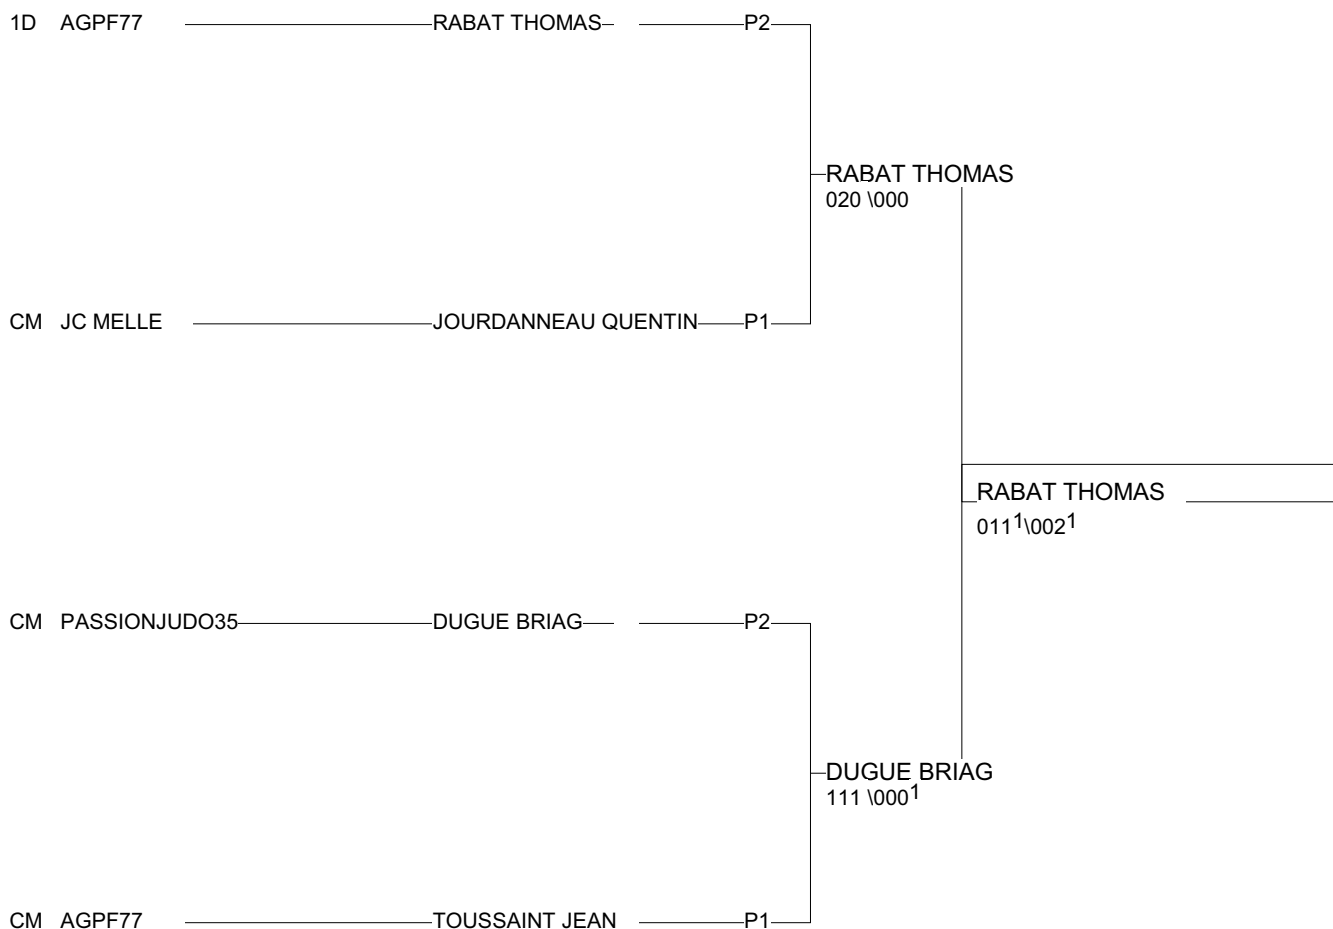 1D AGPF77 RABAT THOMAS P2
RABAT THOMAS
020 \000
CM JC MELLE JOURDANNEAU QUENTIN P1
RABAT THOMAS
011¹\002¹
CM PASSIONJUDO35 DUGUE BRIAG P2
DUGUE BRIAG
111 \000¹
CM AGPF77 TOUSSAINT JEAN P1